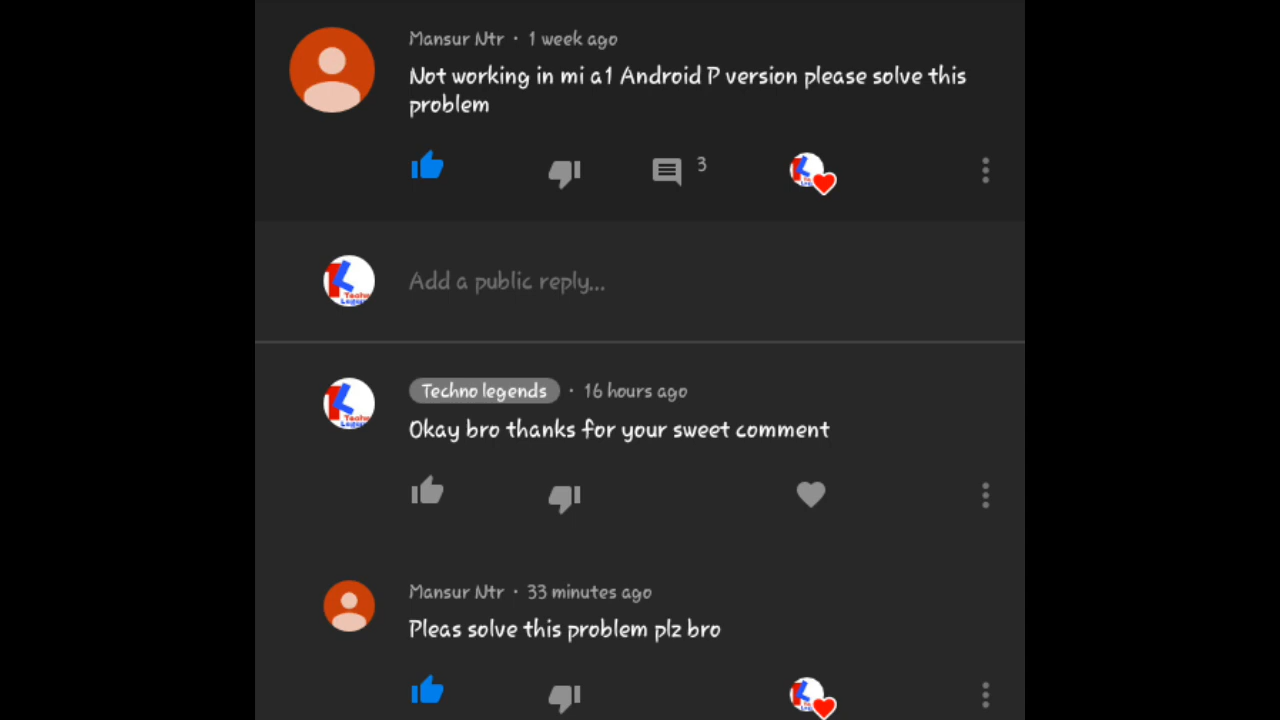 Mansur Ntr · 1 week ago
Not working in mi a1 Android P version please solve this
problem
3
Add a public reply...
Techno legends · 16 hours ago
Okay bro thanks for your sweet comment
Mansur Ntr · 33 minutes ago
Pleas solve this problem plz bro